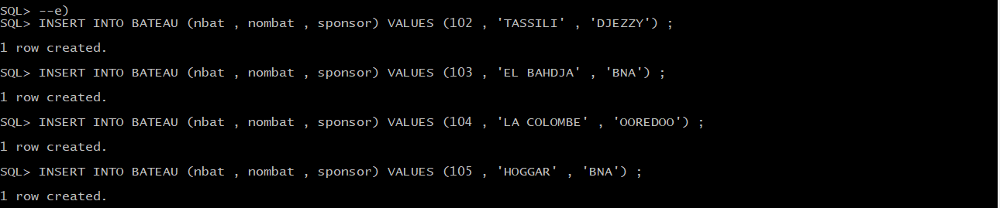 SQL> --e)
SQL> INSERT INTO BATEAU (nbat , nombat , sponsor) VALUES (102 , 'TASSILI' , 'DJEZZY') ;
1 row created.
SQL> INSERT INTO BATEAU (nbat , nombat , sponsor) VALUES (103 , 'EL BAHDJA' , 'BNA') ;
1 row created.
SQL> INSERT INTO BATEAU (nbat , nombat , sponsor) VALUES (104 , 'LA COLOMBE' , 'OOREDOO') ;
1 row created.
SQL> INSERT INTO BATEAU (nbat , nombat , sponsor) VALUES (105 , 'HOGGAR' , 'BNA') ;
1 row created.